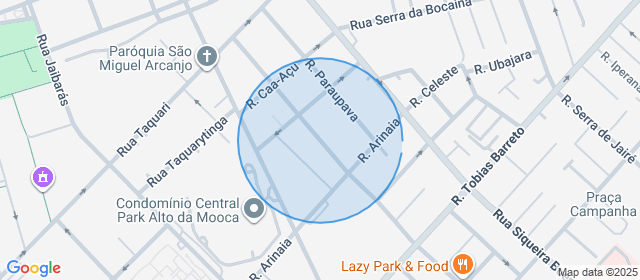 Rua Serra da Bocaina
Rua Jaibarás
Paróquia São
Miguel Arcanjo
R. Caa-Açu
R. Paraupava
R. Celeste
R. Ubajara
R. Iperana
Rua Taquari
Rua Taquarytinga
R. Arinaia
R. Tobias Barreto
R. Serra de Jairé
Condomínio Central
Park Alto da Mooca
Praça
Campanha
Rua Siqueira B
R. Arinaia
Lazy Park & Food
Google
Map data ©2025